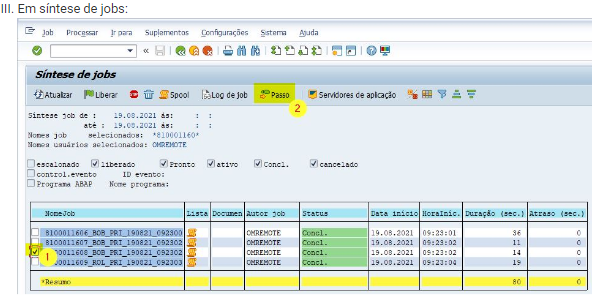 III. Em síntese de jobs:
Job Processar Ir para Suplementos Configurações Sistema Ajuda
Síntese de jobs
Atualizar Liberar Spool Log de job Passo Servidores de aplicação
2
Síntese job de : 19.08.2021 às: : :
até : 19.08.2021 às: : :
Nomes job selecionados: *810001160*
Nomes usuários selecionados: OMREMOTE
escalonado liberado Pronto ativo Concl. cancelado
control.evento ID evento:
Programa ABAP Nome programa:
NomeJob Lista Documen Autor job Status Data início HoraIníc. Duração (sec.) Atraso (sec.)
8100011606_BOB_PRI_190821_092300 OMREMOTE Concl. 19.08.2021 09:23:01 36 0
8100011607_BOB_PRI_190821_092302 OMREMOTE Concl. 19.08.2021 09:23:02 11 0
1 8100011608_BOB_PRI_190821_092302 OMREMOTE Concl. 19.08.2021 09:23:02 14 0
8100011609_ROL_PRI_190821_092303 OMREMOTE Concl. 19.08.2021 09:23:04 19 0
*Resumo 80 0